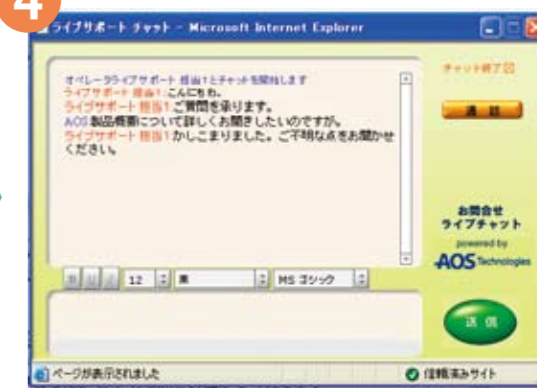 4
ライブサポート チャット - Microsoft Internet Explorer
オペレータライブサポート 担当1とチャットを開始します
ライブサポート 担当1:こんにちわ。
ライブサポート 担当1:ご質問を承ります。
AOS:製品概要について詳しくお聞きしたいのですが。
ライブサポート 担当1:かしこまりました。ご不明な点をお聞かせ
ください。
チャット終了
通話
お問合せ
ライブチャット
powered by
AOS Technologies
B U I 12 黒 MS ゴシック
送信
ページが表示されました
信頼済みサイト